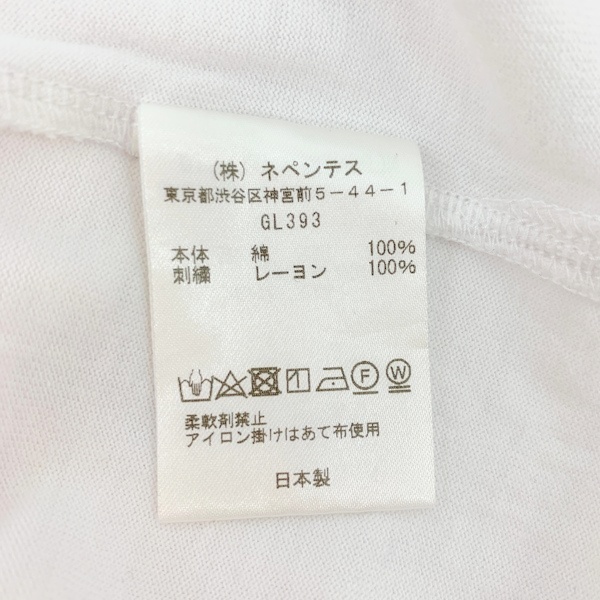 (株) ネペンテス
東京都渋谷区神宮前5-44-1
GL393
本体 綿 100%
刺繍 レーヨン 100%
F W
柔軟剤禁止
アイロン掛けはあて布使用
日本製